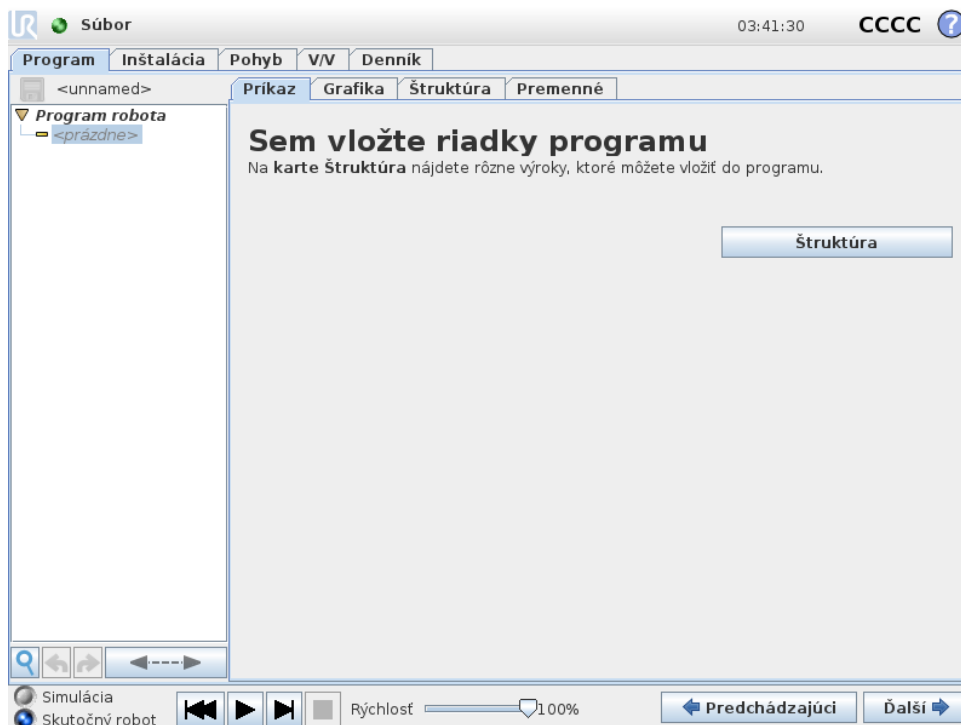 UR Súbor 03:41:30 CCCC ?
Program Inštalácia Pohyb V/V Denník
<unnamed> Príkaz Grafika Štruktúra Premenné
Program robota
<prázdne>
Sem vložte riadky programu
Na karte Štruktúra nájdete rôzne výroky, ktoré môžete vložiť do programu.
Štruktúra
Simulácia
Skutočný robot
Rýchlosť 100%
Predchádzajúci Ďalší